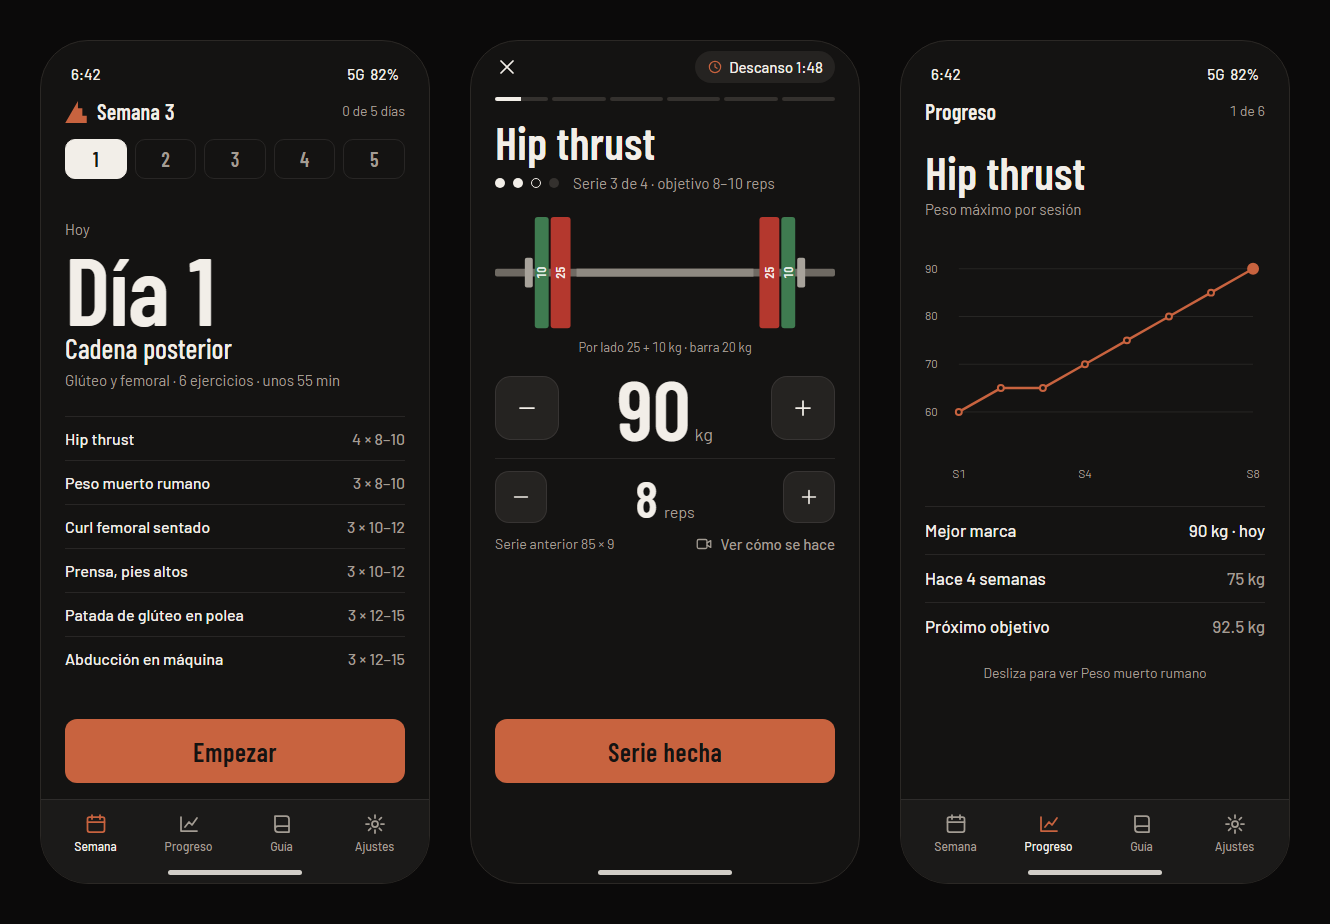 6:42 5G 82%
Semana 3 0 de 5 días
1 2 3 4 5
Hoy
Día 1
Cadena posterior
Glúteo y femoral · 6 ejercicios · unos 55 min
Hip thrust 4 × 8–10
Peso muerto rumano 3 × 8–10
Curl femoral sentado 3 × 10–12
Prensa, pies altos 3 × 10–12
Patada de glúteo en polea 3 × 12–15
Abducción en máquina 3 × 12–15
Empezar
Semana Progreso Guía Ajustes
Descanso 1:48
Hip thrust
Serie 3 de 4 · objetivo 8–10 reps
10 25 25 10
Por lado 25 + 10 kg · barra 20 kg
90 kg
8 reps
Serie anterior 85 × 9 Ver cómo se hace
Serie hecha
6:42 5G 82%
Progreso 1 de 6
Hip thrust
Peso máximo por sesión
90
80
70
60
S1 S4 S8
Mejor marca 90 kg · hoy
Hace 4 semanas 75 kg
Próximo objetivo 92.5 kg
Desliza para ver Peso muerto rumano
Semana Progreso Guía Ajustes